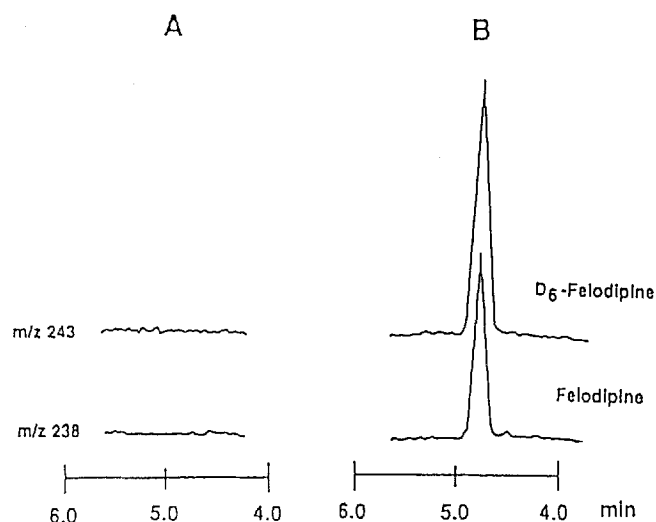 A B
D6-Felodipine
m/z 243
Felodipine
m/z 238
6.0 5.0 4.0 6.0 5.0 4.0 min